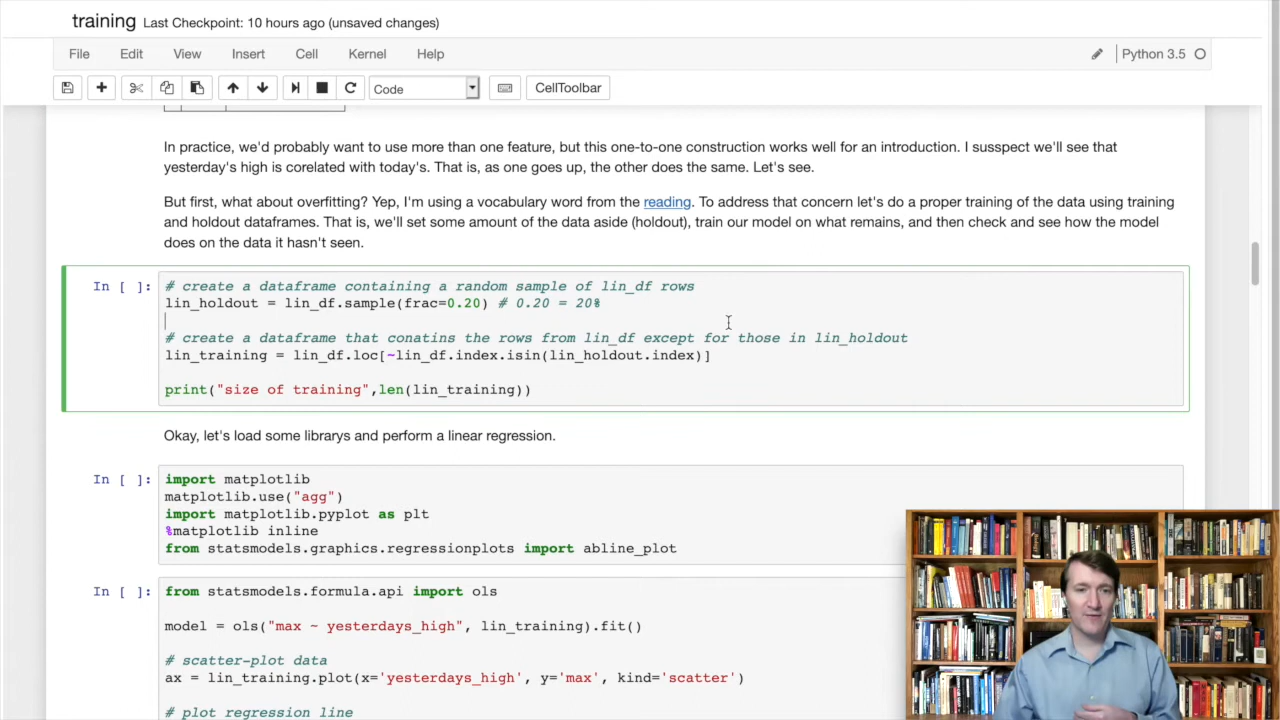 training Last Checkpoint: 10 hours ago (unsaved changes)
File Edit View Insert Cell Kernel Help Python 3.5
Code CellToolbar
In practice, we'd probably want to use more than one feature, but this one-to-one construction works well for an introduction. I susspect we'll see that
yesterday's high is corelated with today's. That is, as one goes up, the other does the same. Let's see.
But first, what about overfitting? Yep, I'm using a vocabulary word from the reading. To address that concern let's do a proper training of the data using training
and holdout dataframes. That is, we'll set some amount of the data aside (holdout), train our model on what remains, and then check and see how the model
does on the data it hasn't seen.
In [ ]: # create a dataframe containing a random sample of lin_df rows
lin_holdout = lin_df.sample(frac=0.20) # 0.20 = 20%
# create a dataframe that conatins the rows from lin_df except for those in lin_holdout
lin_training = lin_df.loc[~lin_df.index.isin(lin_holdout.index)]
print("size of training",len(lin_training))
Okay, let's load some librarys and perform a linear regression.
In [ ]: import matplotlib
matplotlib.use("agg")
import matplotlib.pyplot as plt
%matplotlib inline
from statsmodels.graphics.regressionplots import abline_plot
In [ ]: from statsmodels.formula.api import ols
model = ols("max ~ yesterdays_high", lin_training).fit()
# scatter-plot data
ax = lin_training.plot(x='yesterdays_high', y='max', kind='scatter')
# plot regression line